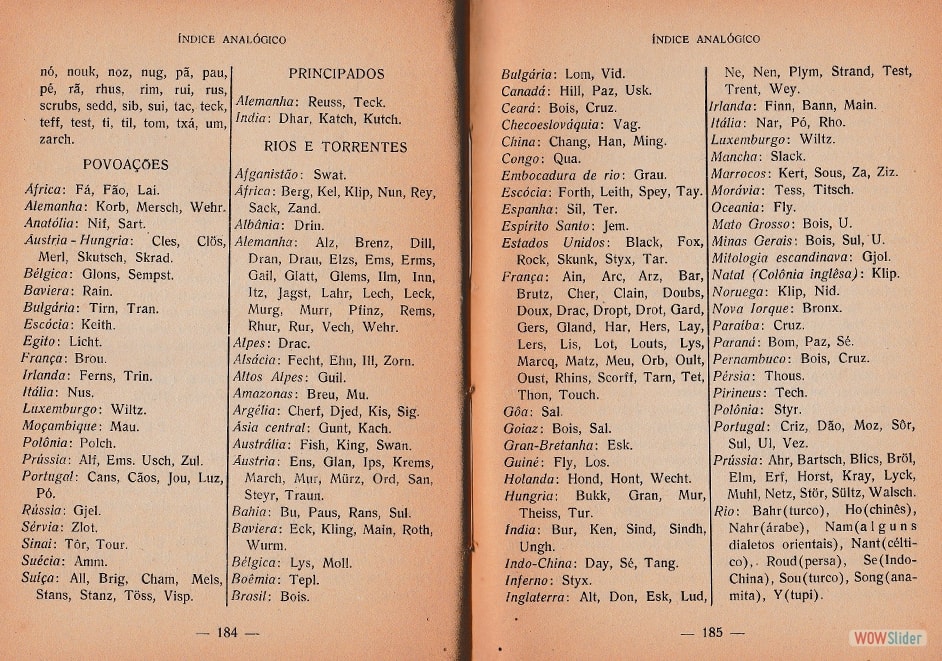 ÍNDICE ANALÓGICO
nó, nouk, noz, nug, pã, pau,
pé, rã, rhus, rim, rui, rus,
scrubs, sedd, sib, sui, tac, teck,
teff, test, ti, til, tom, txá, um,
zarch.
POVOAÇÕES
África: Fá, Fão, Lai.
Alemanha: Korb, Mersch, Wehr.
Anatólia: Nif, Sart.
Austria-Hungria: Cles, Clös,
Merl, Skutsch, Skrad.
Bélgica: Glons, Sempst.
Baviera: Rain.
Bulgária: Tirn, Tran.
Escócia: Keith.
Egito: Licht.
França: Brou.
Irlanda: Ferns, Trin.
Itália: Nus.
Luxemburgo: Wiltz.
Moçambique: Mau.
Polônia: Polch.
Prússia: Alf, Ems. Usch, Zul.
Portugal: Cans, Cãos, Jou, Luz,
Pó.
Rússia: Gjel.
Sérvia: Zlot.
Sinai: Tôr, Tour.
Suécia: Amm.
Suíça: All, Brig, Cham, Mels,
Stans, Stanz, Töss, Visp.
PRINCIPADOS
Alemanha: Reuss, Teck.
India: Dhar, Katch, Kutch.
RIOS E TORRENTES
Afganistão: Swat.
África: Berg, Kel, Klip, Nun, Rey,
Sack, Zand.
Albânia: Drin.
Alemanha: Alz, Brenz, Dill,
Dran, Drau, Elzs, Ems, Erms,
Gail, Glatt, Glems, Ilm, Inn,
Itz, Jagst, Lahr, Lech, Leck,
Murg, Murr, Pfinz, Rems,
Rhur, Rur, Vech, Wehr.
Alpes: Drac.
Alsácia: Fecht, Ehn, Ill, Zorn.
Altos Alpes: Guil.
Amazonas: Breu, Mu.
Argélia: Cherf, Djed, Kis, Sig.
Ásia central: Gunt, Kach.
Austrália: Fish, King, Swan.
Áustria: Ens, Glan, Ips, Krems,
March, Mur, Mürz, Ord, San,
Steyr, Traun.
Bahia: Bu, Paus, Rans, Sul.
Baviera: Eck, Kling, Main, Roth,
Wurm.
Bélgica: Lys, Moll.
Boêmia: Tepl.
Brasil: Bois.
— 184 —
ÍNDICE ANALÓGICO
Bulgária: Lom, Vid.
Canadá: Hill, Paz, Usk.
Ceará: Bois, Cruz.
Checoeslováquia: Vag.
China: Chang, Han, Ming.
Congo: Qua.
Embocadura de rio: Grau.
Escócia: Forth, Leith, Spey, Tay.
Espanha: Sil, Ter.
Espírito Santo: Jem.
Estados Unidos: Black, Fox,
Rock, Skunk, Styx, Tar.
França: Ain, Arc, Arz, Bar,
Brutz, Cher, Clain, Doubs,
Doux, Drac, Dropt, Drot, Gard,
Gers, Gland, Har, Hers, Lay,
Lers, Lis, Lot, Louts, Lys,
Marcq, Matz, Meu, Orb, Oult,
Oust, Rhins, Scorff, Tarn, Tet,
Thon, Touch.
Gôa: Sal.
Goiaz: Bois, Sal.
Gran-Bretanha: Esk.
Guiné: Fly, Los.
Holanda: Hond, Hont, Wecht.
Hungria: Bukk, Gran, Mur,
Theiss, Tur.
India: Bur, Ken, Sind, Sindh,
Ungh.
Indo-China: Day, Sé, Tang.
Inferno: Styx.
Inglaterra: Alt, Don, Esk, Lud,
Ne, Nen, Plym, Strand, Test,
Trent, Wey.
Irlanda: Finn, Bann, Main.
Itália: Nar, Pó, Rho.
Luxemburgo: Wiltz.
Mancha: Slack.
Marrocos: Kert, Sous, Za, Ziz.
Morávia: Tess, Titsch.
Oceania: Fly.
Mato Grosso: Bois, U.
Minas Gerais: Bois, Sul, U.
Mitologia escandinava: Gjol.
Natal (Colônia inglêsa): Klip.
Noruega: Klip, Nid.
Nova Iorque: Bronx.
Paraíba: Cruz.
Paraná: Bom, Paz, Sé.
Pernambuco: Bois, Cruz.
Pérsia: Thous.
Pirineus: Tech.
Polônia: Styr.
Portugal: Criz, Dão, Moz, Sôr,
Sul, Ul, Vez.
Prússia: Ahr, Bartsch, Blics, Bröl,
Elm, Erf, Horst, Kray, Lyck,
Muhl, Netz, Stör, Sültz, Walsch.
Rio: Bahr(turco), Ho(chinês),
Nahr(árabe), Nam(alguns
dialetos orientais), Nant(célti-
co), Roud(persa), Se(Indo-
China), Sou(turco), Song(ana-
mita), Y(tupi).
— 185 —
WOWSlider